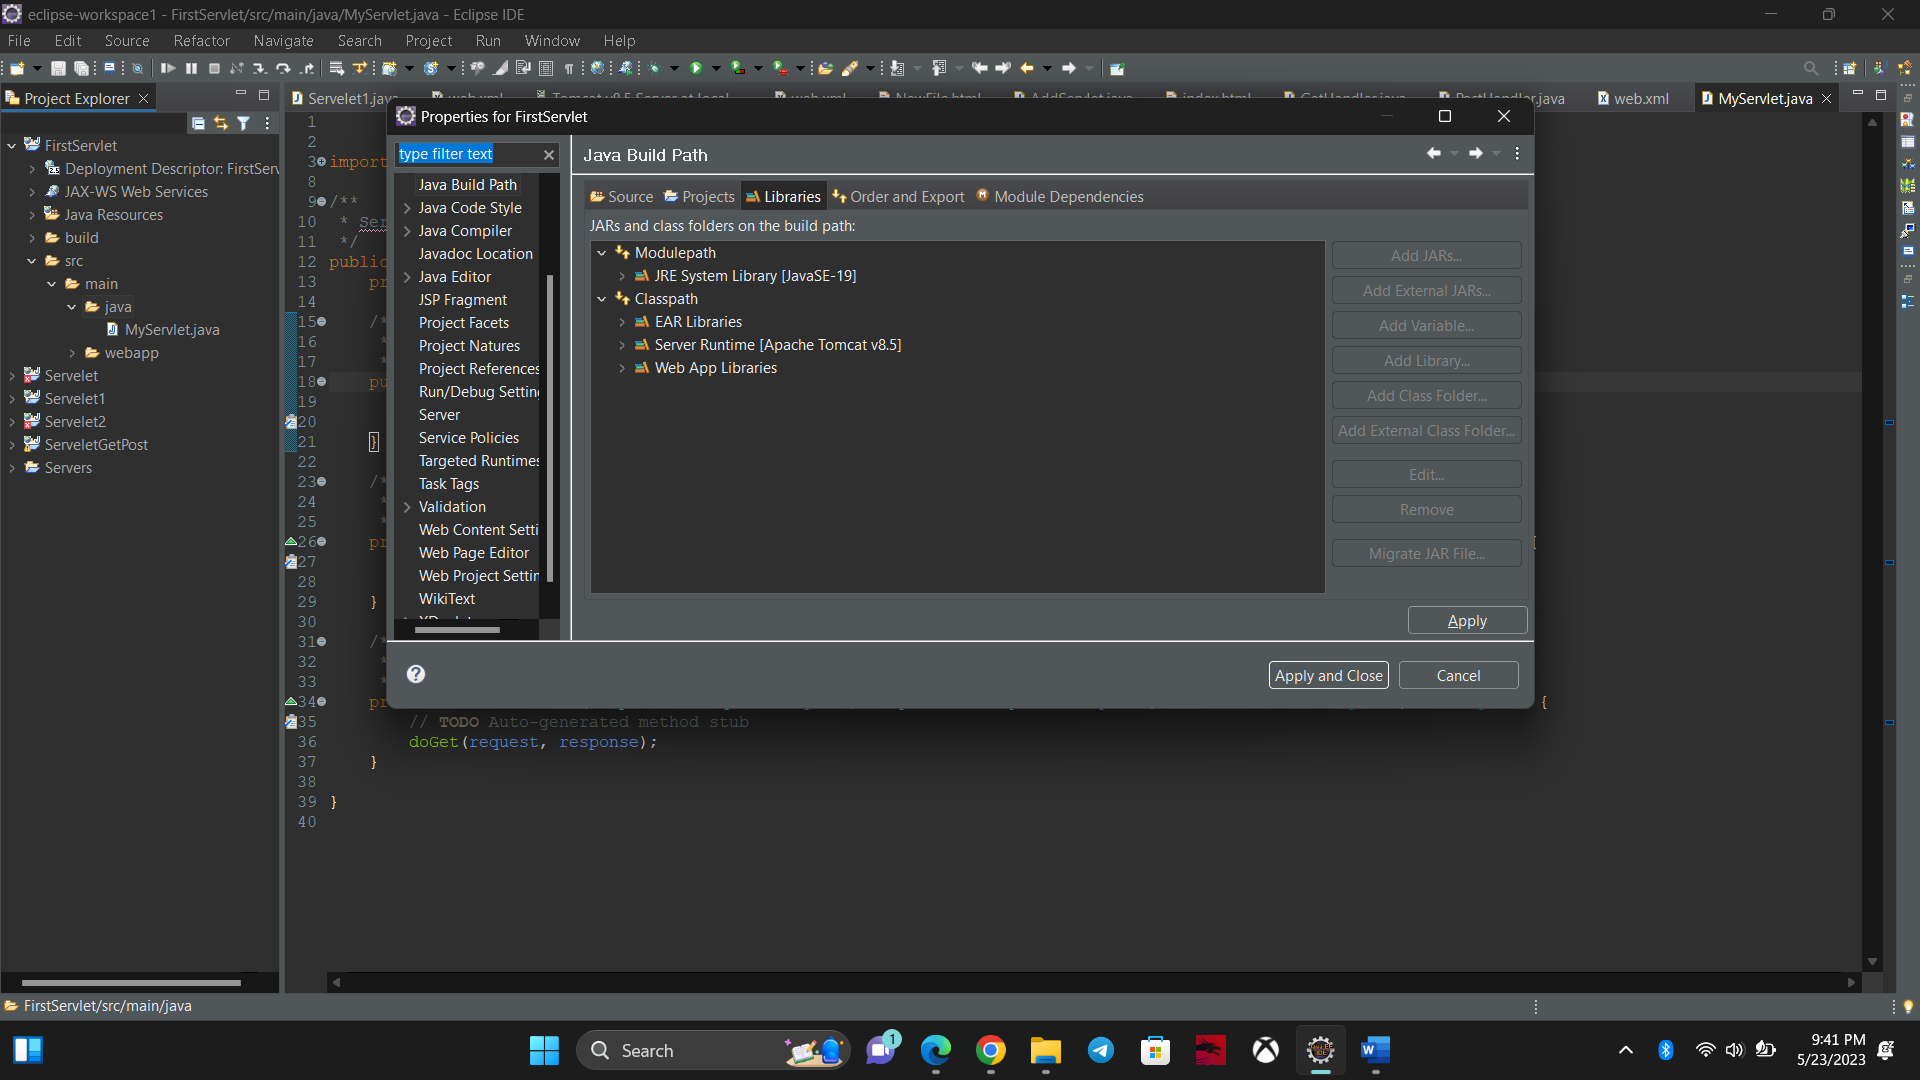 eclipse-workspace1 - FirstServlet/src/main/java/MyServlet.java - Eclipse IDE
File Edit Source Refactor Navigate Search Project Run Window Help
Project Explorer
FirstServlet
Deployment Descriptor: FirstServ
JAX-WS Web Services
Java Resources
build
src
main
java
MyServlet.java
webapp
Servelet
Servelet1
Servelet2
ServeletGetPost
Servers
Servelet1.java
web.xml
MyServlet.java
1
2
3 import
8
9 /**
10 * Ser
11 */
12 public
13 pr
14
15 /*
16 *
17 *
18 pu
19
20
21 }
22
23 /*
24 *
25 *
26 pr
27
28
29 }
30
31 /*
32 *
33 *
34 pr {
35 // TODO Auto-generated method stub
36 doGet(request, response);
37 }
38
39 }
40
Properties for FirstServlet
type filter text
Java Build Path
Java Code Style
Java Compiler
Javadoc Location
Java Editor
JSP Fragment
Project Facets
Project Natures
Project References
Run/Debug Setting
Server
Service Policies
Targeted Runtimes
Task Tags
Validation
Web Content Setti
Web Page Editor
Web Project Settin
WikiText
Java Build Path
Source Projects Libraries Order and Export Module Dependencies
JARs and class folders on the build path:
Modulepath
JRE System Library [JavaSE-19]
Classpath
EAR Libraries
Server Runtime [Apache Tomcat v8.5]
Web App Libraries
Add JARs...
Add External JARs...
Add Variable...
Add Library...
Add Class Folder...
Add External Class Folder...
Edit...
Remove
Migrate JAR File...
Apply
Apply and Close
Cancel
FirstServlet/src/main/java
Search
1
9:41 PM
5/23/2023